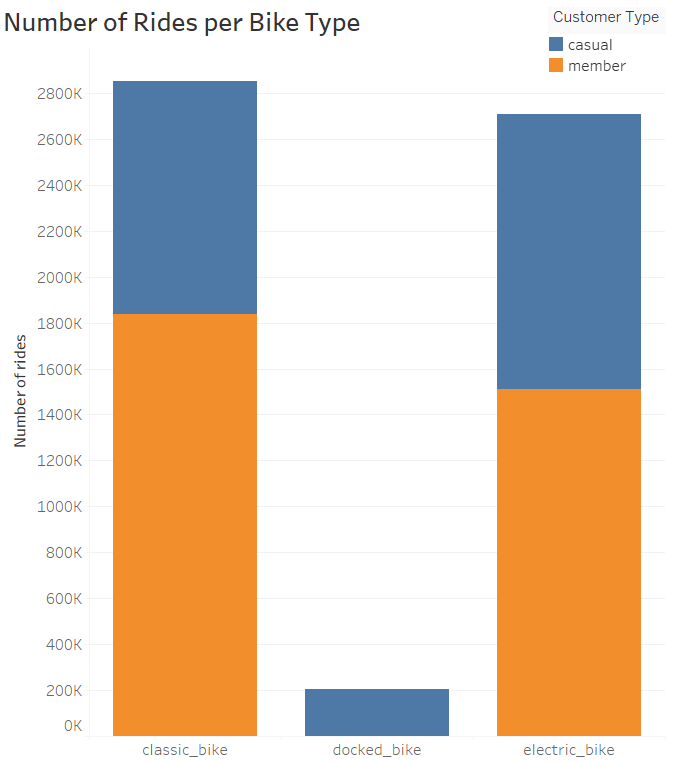 Number of Rides per Bike Type
Customer Type
casual
member
Number of rides
2800K
2600K
2400K
2200K
2000K
1800K
1600K
1400K
1200K
1000K
800K
600K
400K
200K
0K
classic_bike
docked_bike
electric_bike